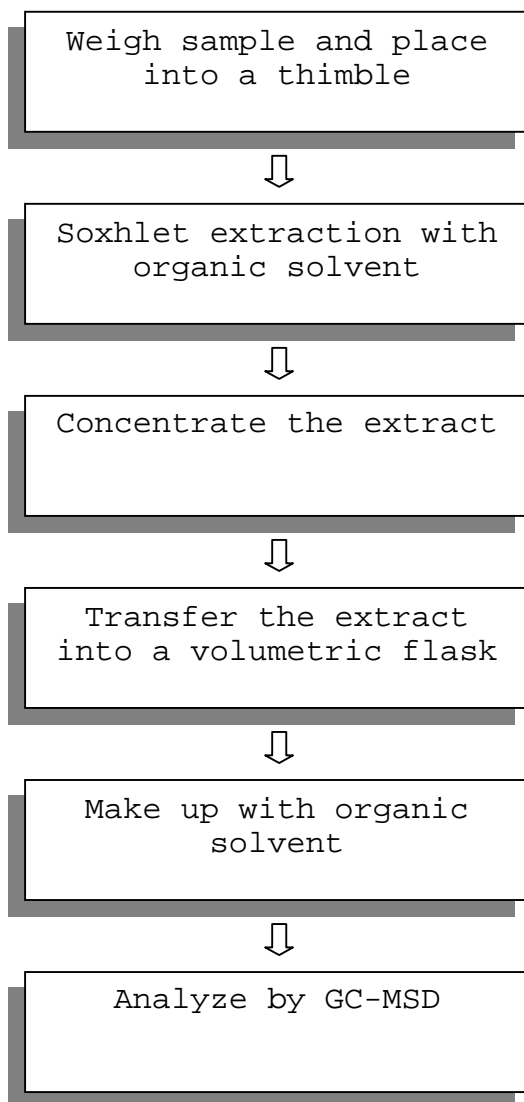 Weigh sample and place
into a thimble
Soxhlet extraction with
organic solvent
Concentrate the extract
Transfer the extract
into a volumetric flask
Make up with organic
solvent
Analyze by GC-MSD